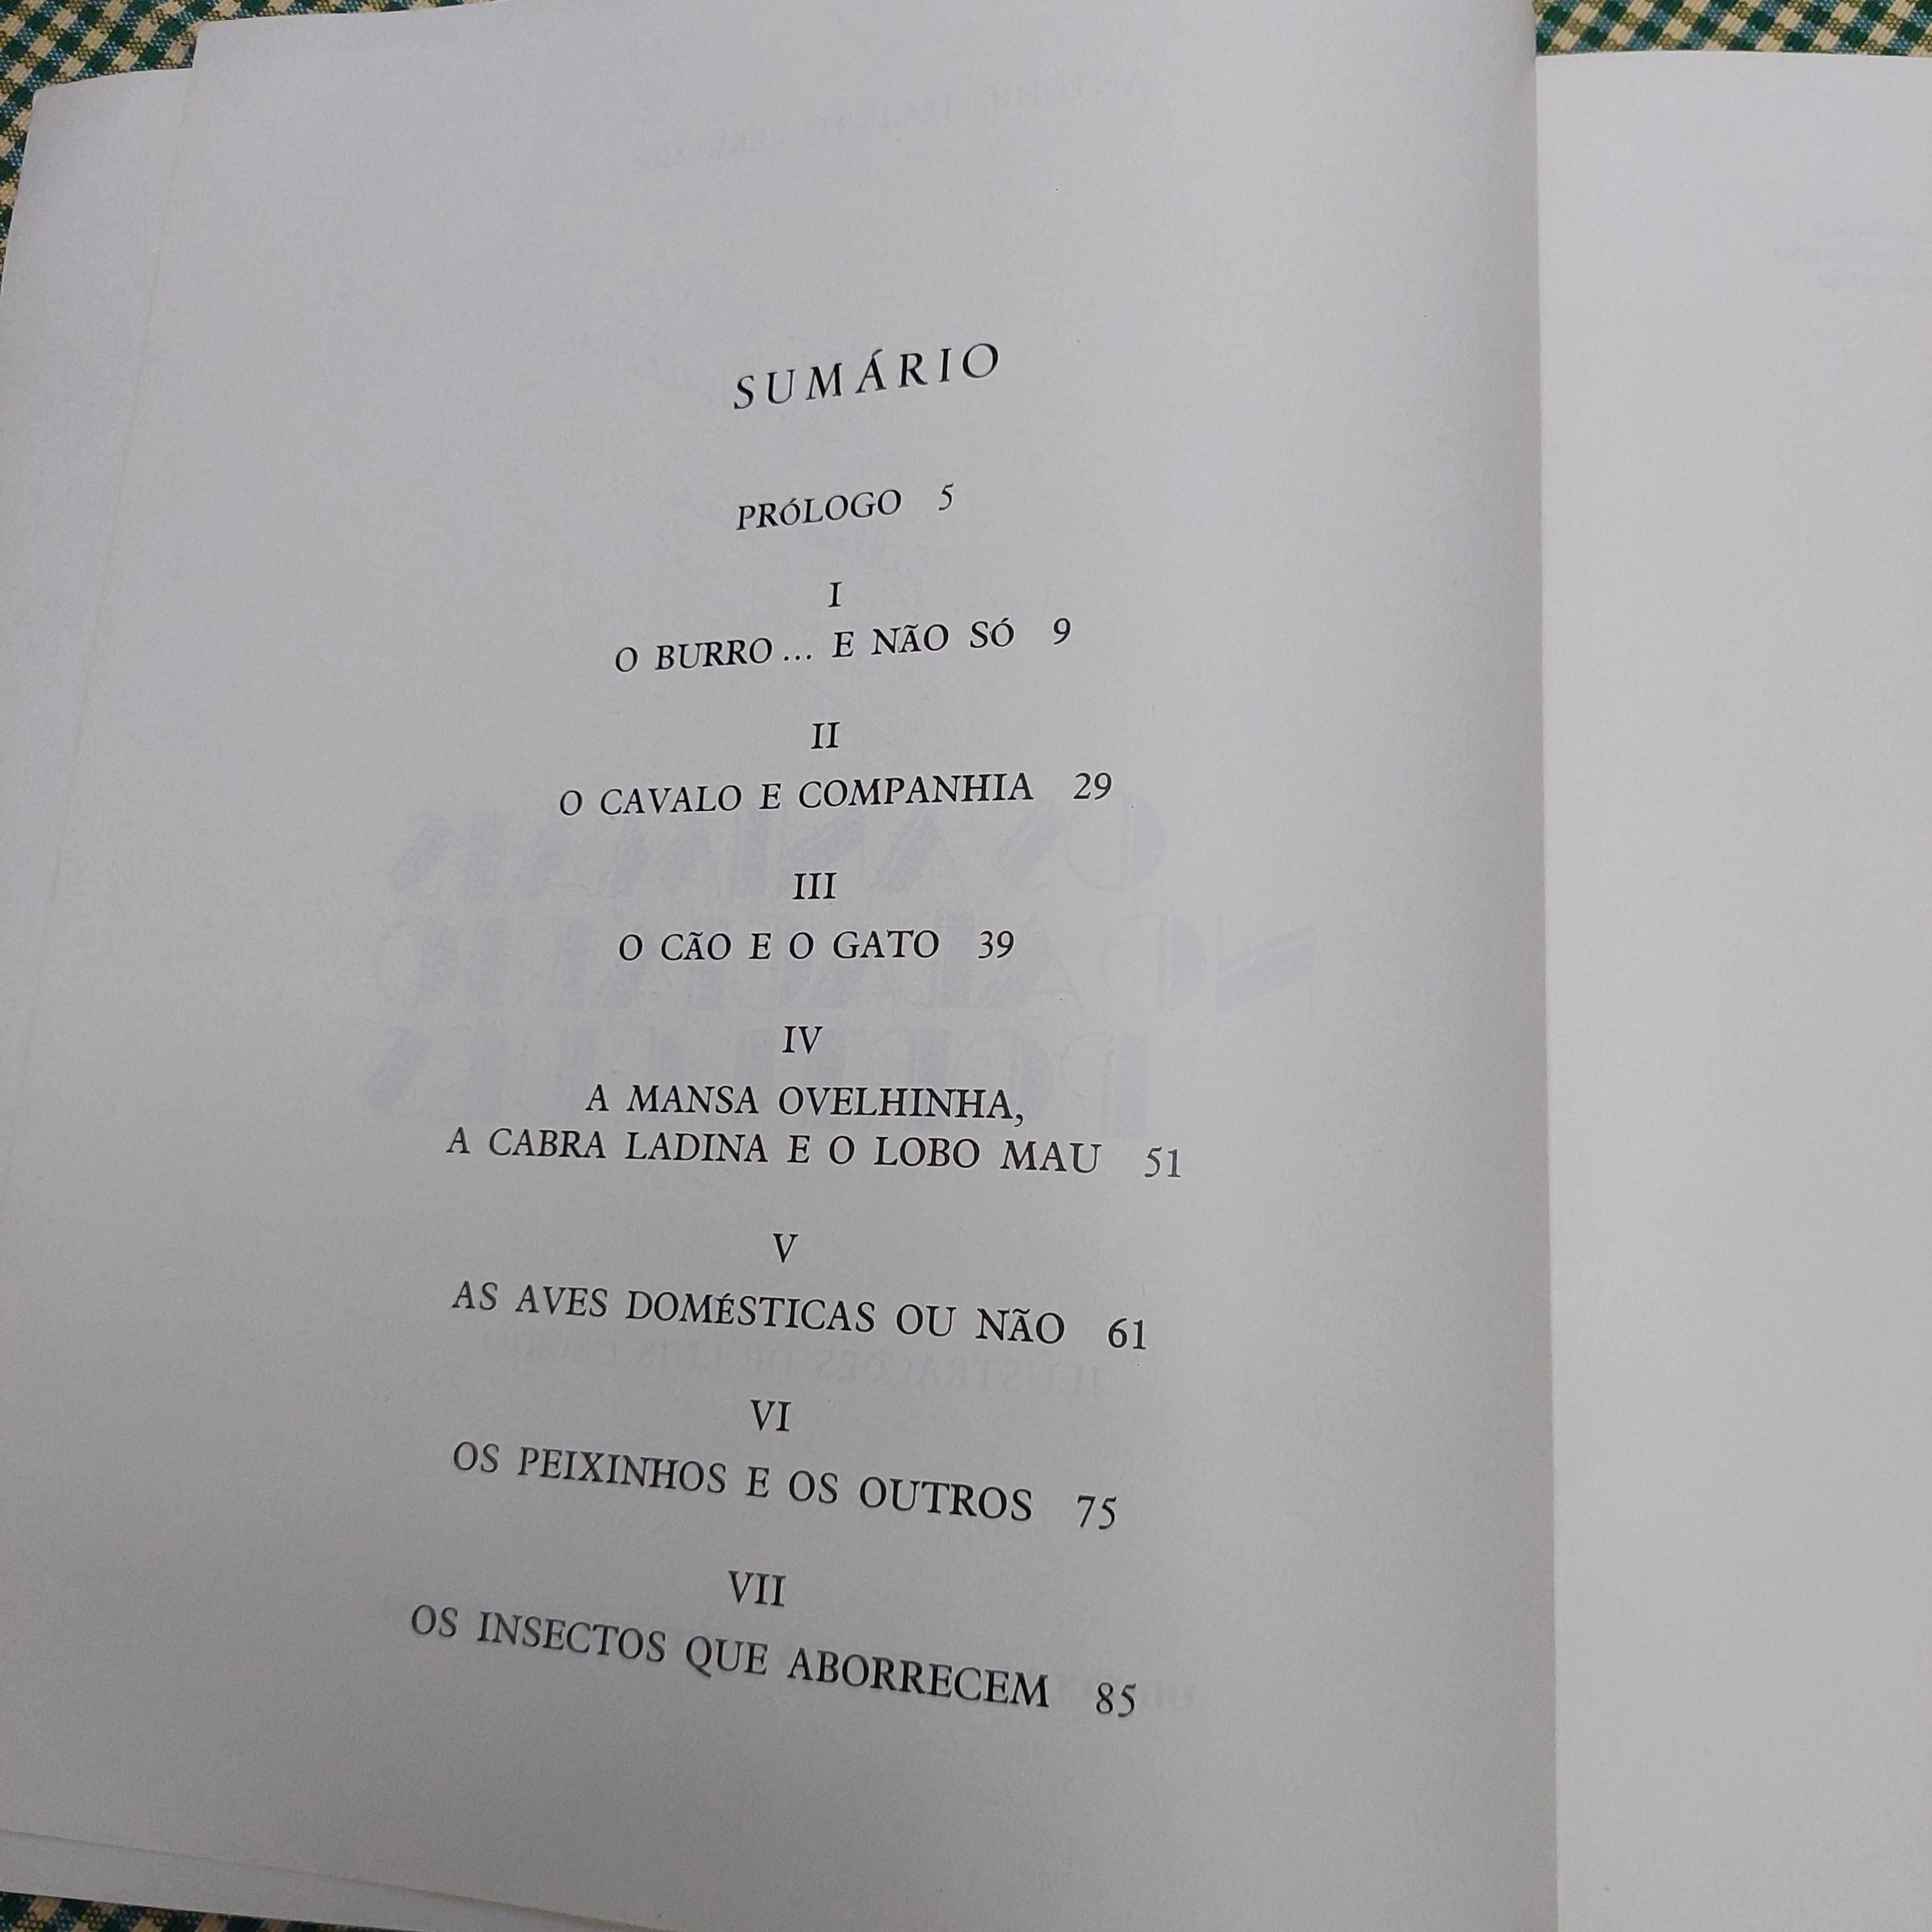 SUMÁRIO
PRÓLOGO 5
I
O BURRO... E NÃO SÓ 9
II
O CAVALO E COMPANHIA 29
III
O CÃO E O GATO 39
IV
A MANSA OVELHINHA,
A CABRA LADINA E O LOBO MAU 51
V
AS AVES DOMÉSTICAS OU NÃO 61
VI
OS PEIXINHOS E OS OUTROS 75
VII
OS INSECTOS QUE ABORRECEM 85